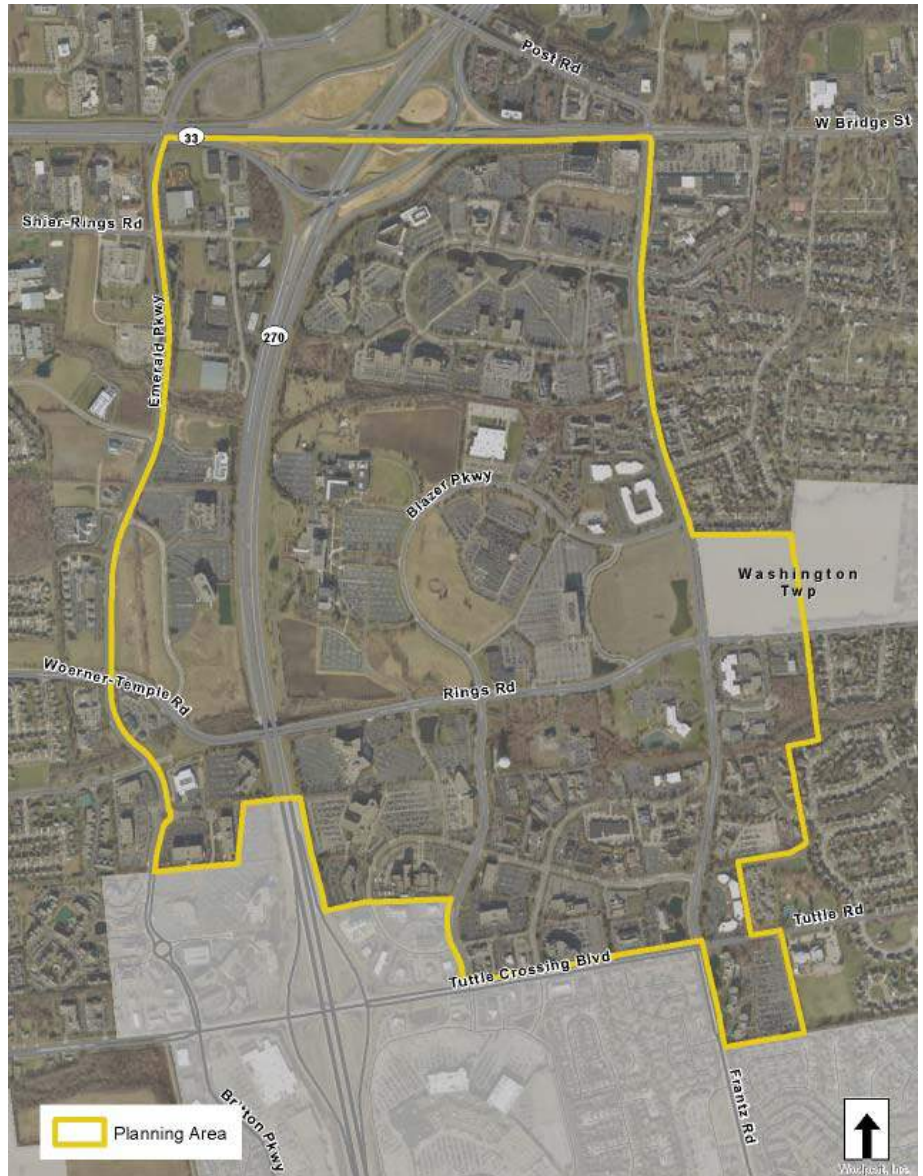 Post Rd
W Bridge St
33
Shier-Rings Rd
Emerald Pkwy
270
Blazer Pkwy
Washington
Twp
Woerner-Temple Rd
Rings Rd
Tuttle Rd
Tuttle Crossing Blvd
Frantz Rd
Britton Pkwy
Planning Area